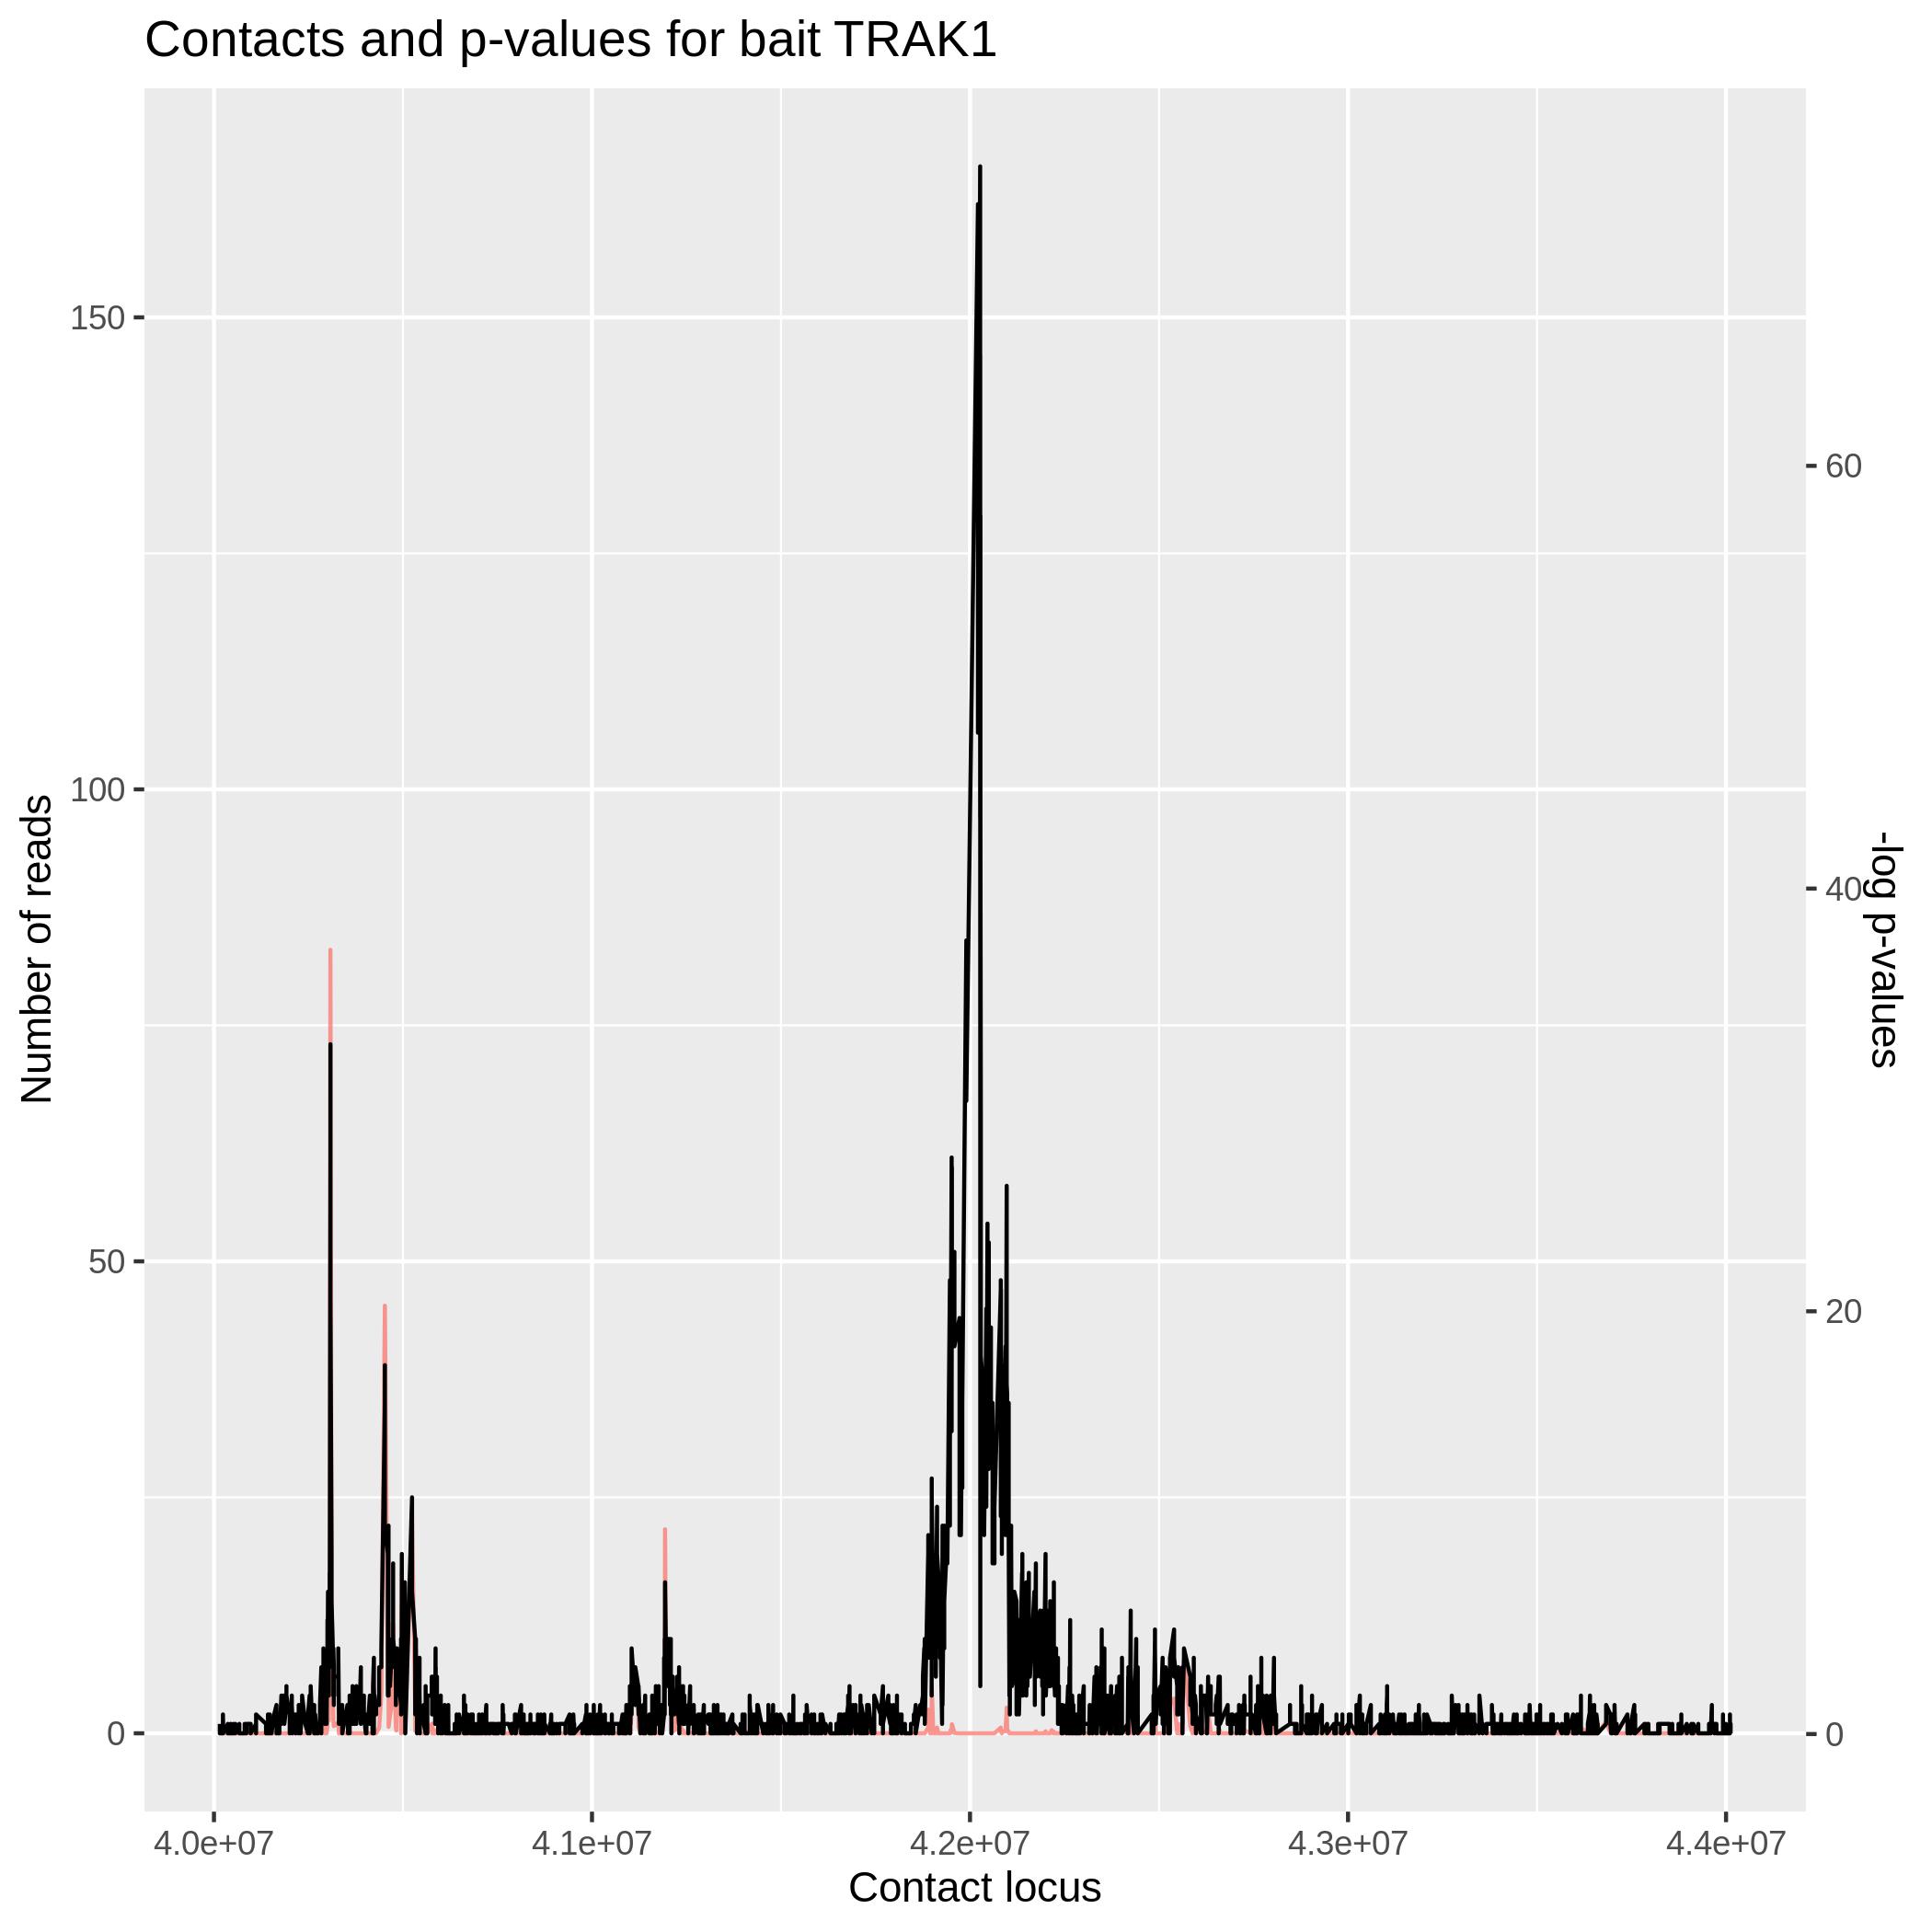 Contacts and p-values for bait TRAK1
Number of reads
150
100
50
0
60
40
20
0
-log p-values
4.0e+07 4.1e+07 4.2e+07 4.3e+07 4.4e+07
Contact locus